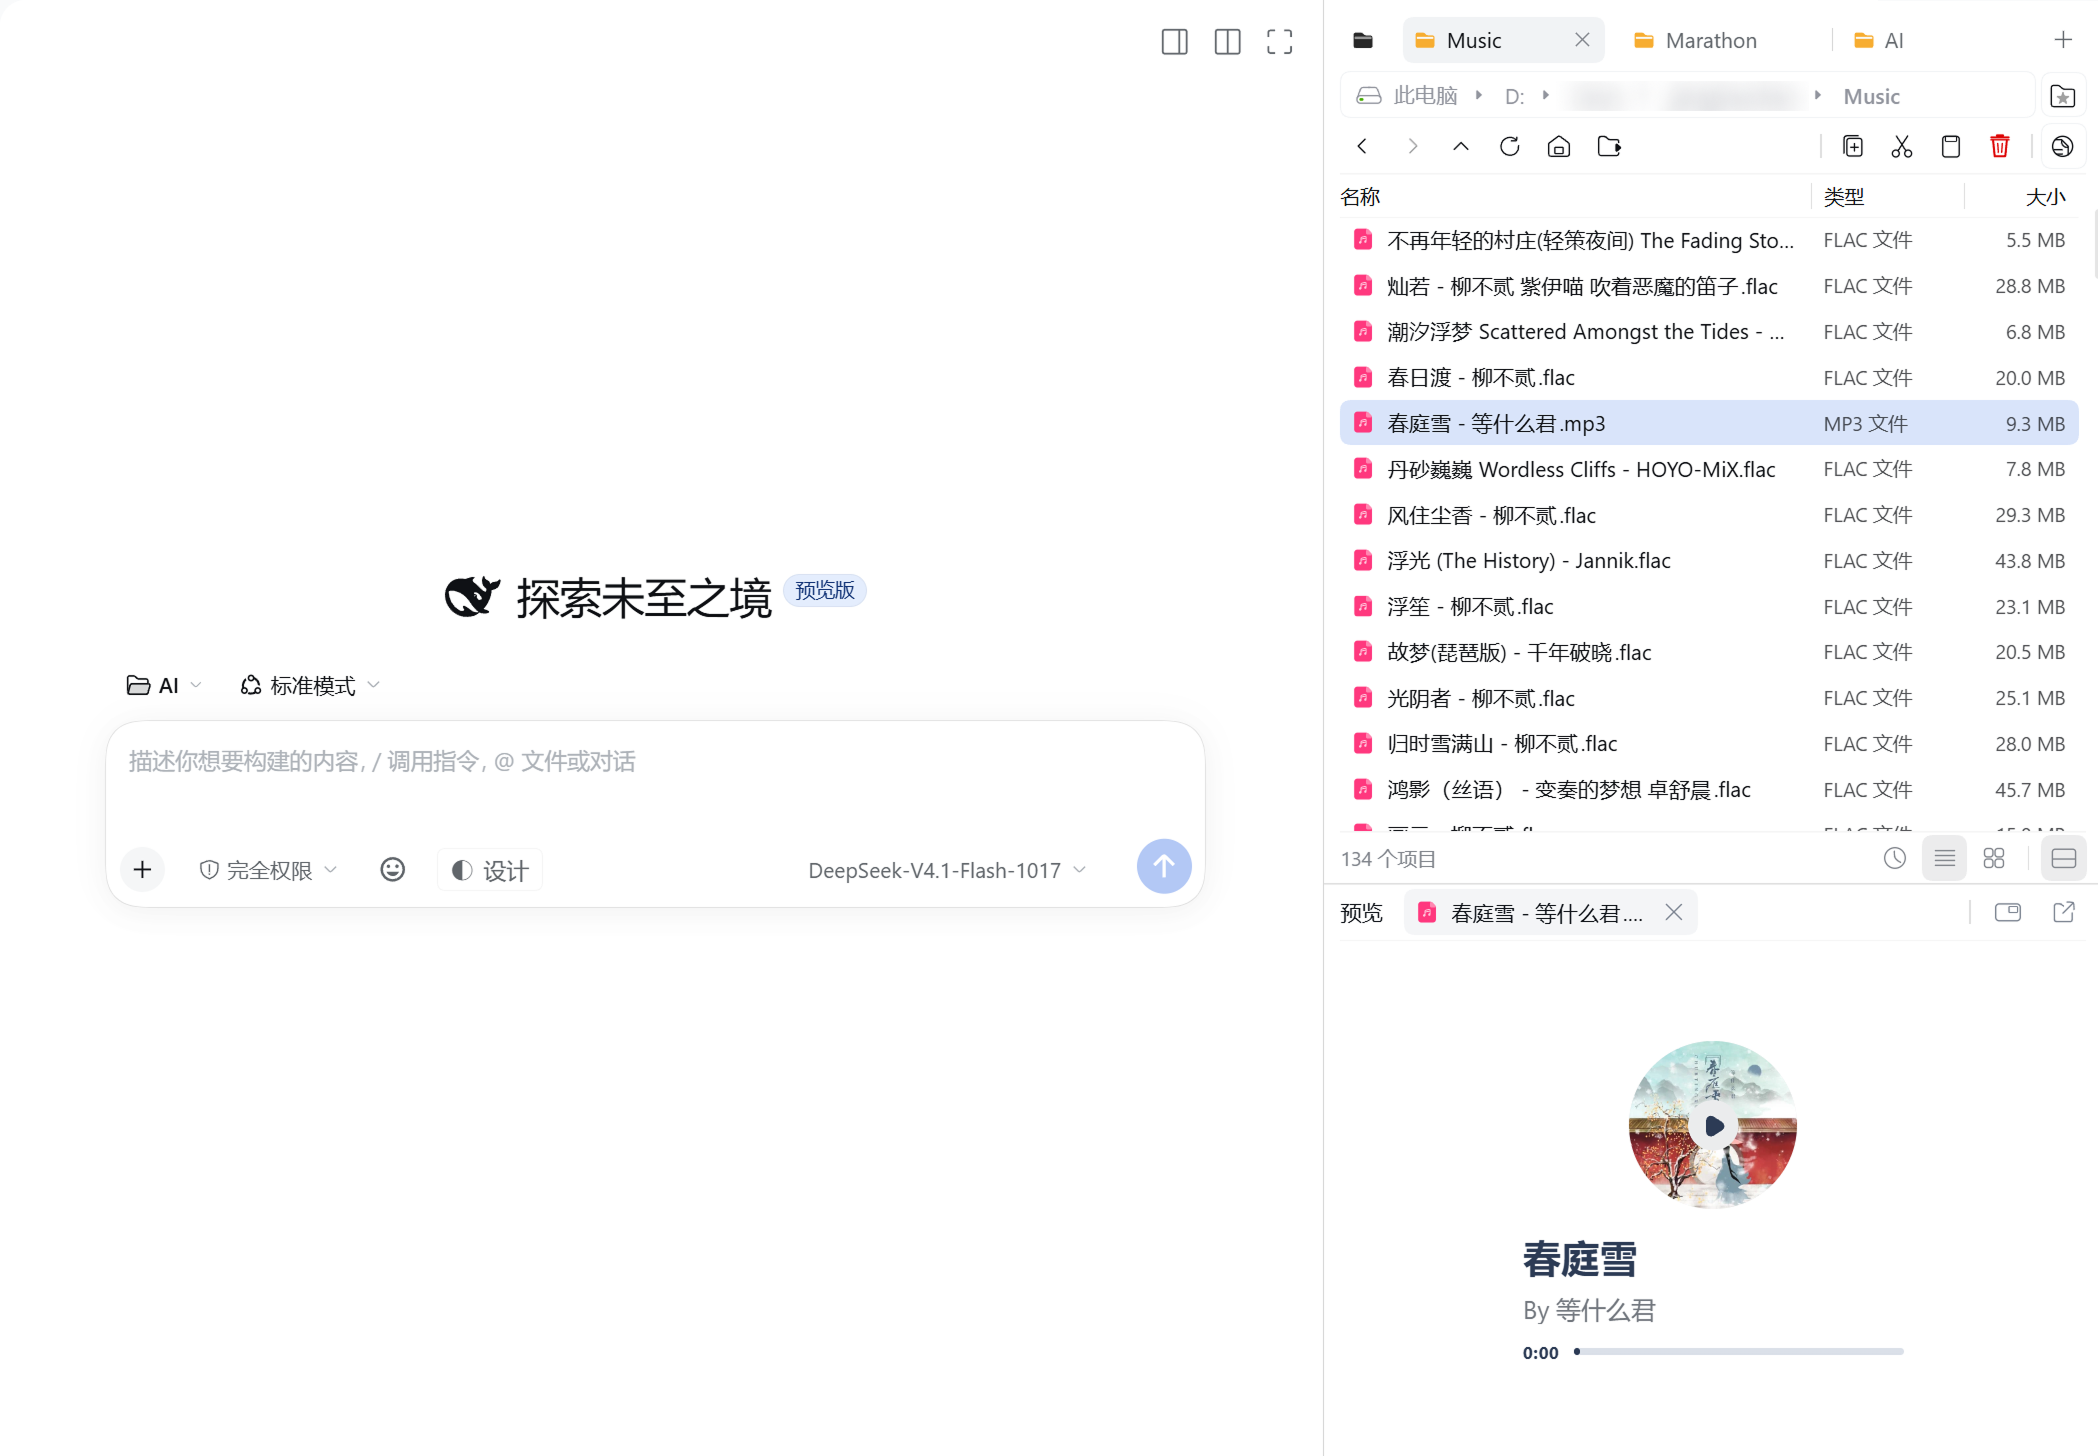 探索未至之境 预览版
AI 标准模式
描述你想要构建的内容, / 调用指令, @ 文件或对话
完全权限 设计 DeepSeek-V4.1-Flash-1017
Music Marathon AI
此电脑 D: Music
名称 类型 大小
不再年轻的村庄(轻策夜间) The Fading Sto... FLAC 文件 5.5 MB
灿若 - 柳不贰 紫伊喵 吹着恶魔的笛子.flac FLAC 文件 28.8 MB
潮汐浮梦 Scattered Amongst the Tides - ... FLAC 文件 6.8 MB
春日渡 - 柳不贰.flac FLAC 文件 20.0 MB
春庭雪 - 等什么君.mp3 MP3 文件 9.3 MB
丹砂巍巍 Wordless Cliffs - HOYO-MiX.flac FLAC 文件 7.8 MB
风住尘香 - 柳不贰.flac FLAC 文件 29.3 MB
浮光 (The History) - Jannik.flac FLAC 文件 43.8 MB
浮笙 - 柳不贰.flac FLAC 文件 23.1 MB
故梦(琵琶版) - 千年破晓.flac FLAC 文件 20.5 MB
光阴者 - 柳不贰.flac FLAC 文件 25.1 MB
归时雪满山 - 柳不贰.flac FLAC 文件 28.0 MB
鸿影（丝语） - 变奏的梦想 卓舒晨.flac FLAC 文件 45.7 MB
134 个项目
预览 春庭雪 - 等什么君....
春庭雪
春庭雪
By 等什么君
0:00